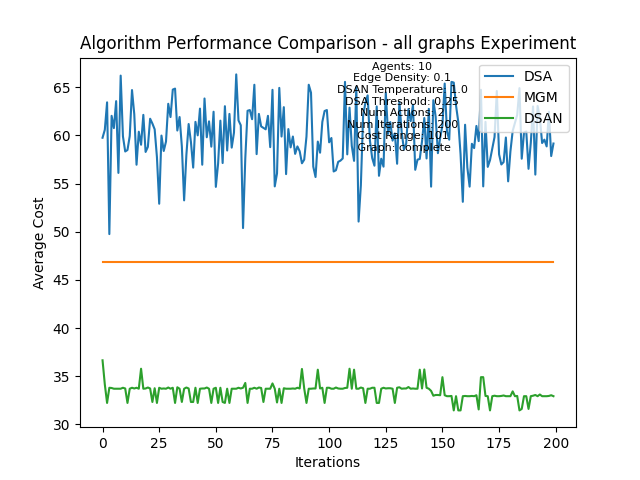 Algorithm Performance Comparison - all graphs Experiment
Agents: 10
Edge Density: 0.1
DSAN Temperature: 1.0
DSA Threshold: 0.25
Num Actions: 2
Num Iterations: 200
Cost Range: 101
Graph: complete
DSA
MGM
DSAN
Average Cost
65
60
55
50
45
40
35
30
0
25
50
75
100
125
150
175
200
Iterations